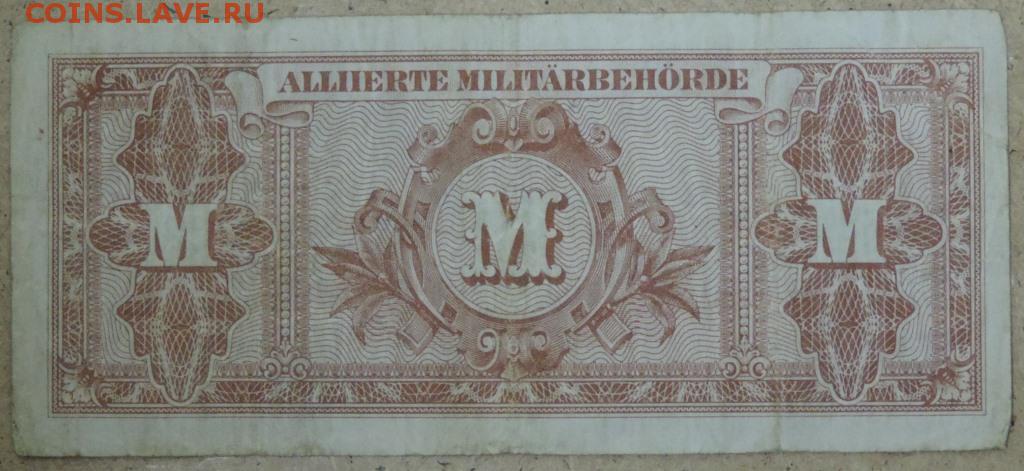 COINS.LAVE.RU
ALLIIERTE MILITÄRBEHÖRDE
M M M